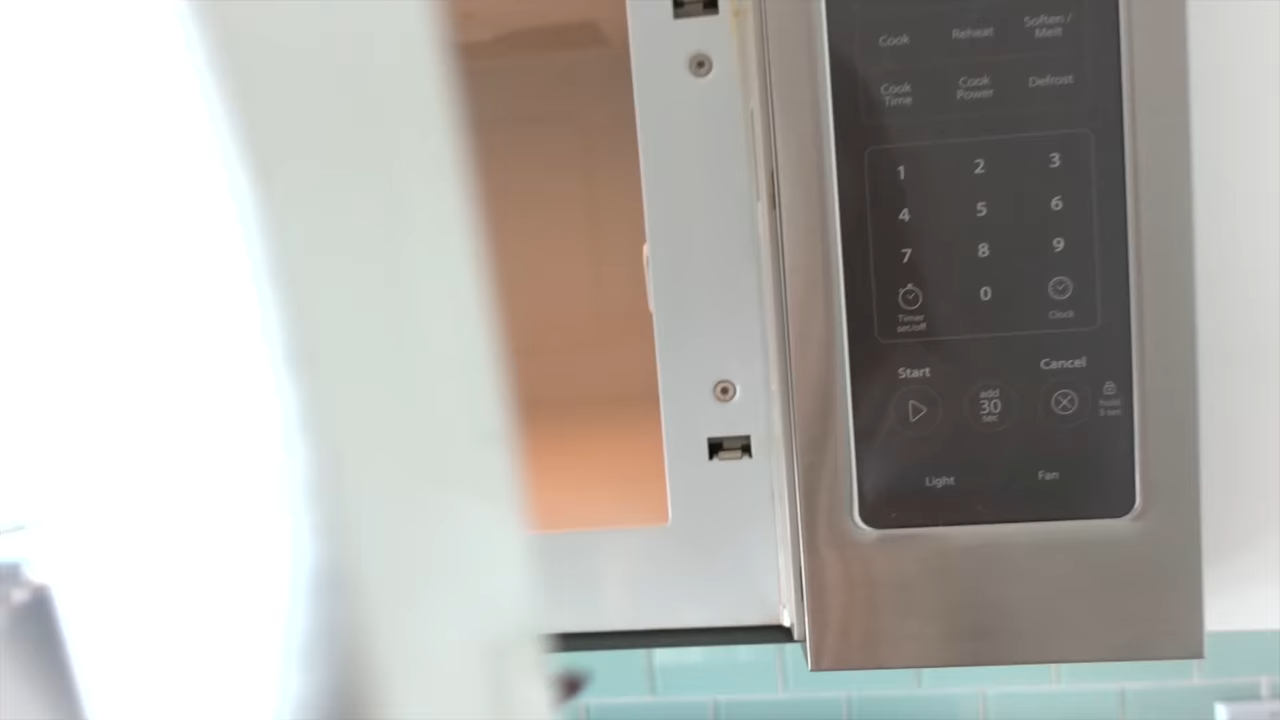 Cook Reheat Soften /
Melt
Cook
Time Cook
Power Defrost
1 2 3
4 5 6
7 8 9
0
Timer
set/off Clock
Start Cancel
add
30
sec
hold
3 sec
Light Fan